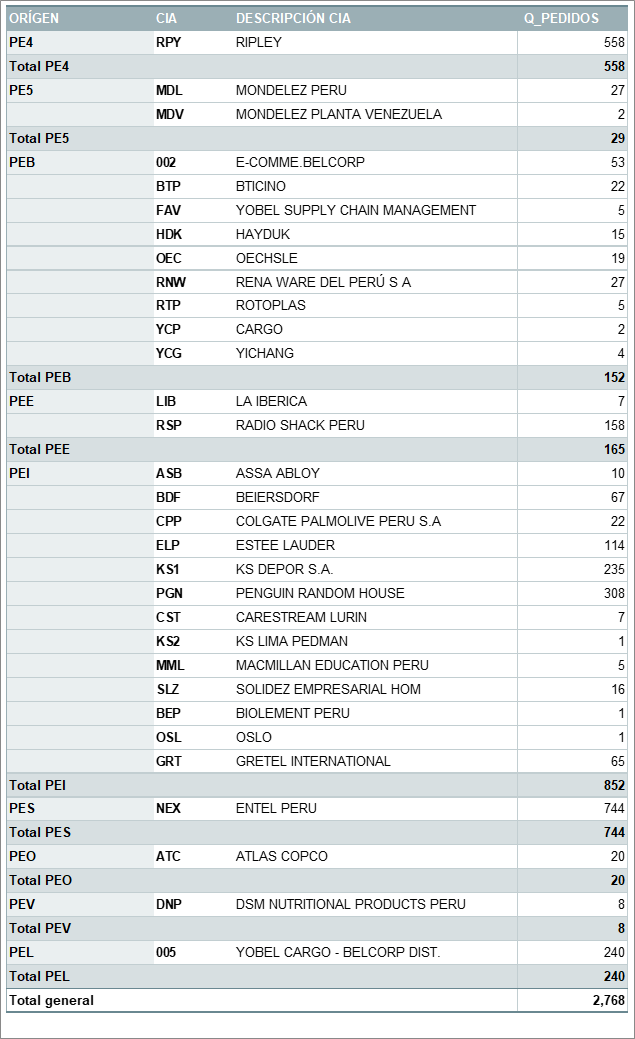 ORÍGEN CIA DESCRIPCIÓN CIA Q_PEDIDOS
PE4 RPY RIPLEY 558
Total PE4 558
PE5 MDL MONDELEZ PERU 27
MDV MONDELEZ PLANTA VENEZUELA 2
Total PE5 29
PEB 002 E-COMME.BELCORP 53
BTP BTICINO 22
FAV YOBEL SUPPLY CHAIN MANAGEMENT 5
HDK HAYDUK 15
OEC OECHSLE 19
RNW RENA WARE DEL PERÚ S A 27
RTP ROTOPLAS 5
YCP CARGO 2
YCG YICHANG 4
Total PEB 152
PEE LIB LA IBERICA 7
RSP RADIO SHACK PERU 158
Total PEE 165
PEI ASB ASSA ABLOY 10
BDF BEIERSDORF 67
CPP COLGATE PALMOLIVE PERU S.A 22
ELP ESTEE LAUDER 114
KS1 KS DEPOR S.A. 235
PGN PENGUIN RANDOM HOUSE 308
CST CARESTREAM LURIN 7
KS2 KS LIMA PEDMAN 1
MML MACMILLAN EDUCATION PERU 5
SLZ SOLIDEZ EMPRESARIAL HOM 16
BEP BIOLEMENT PERU 1
OSL OSLO 1
GRT GRETEL INTERNATIONAL 65
Total PEI 852
PES NEX ENTEL PERU 744
Total PES 744
PEO ATC ATLAS COPCO 20
Total PEO 20
PEV DNP DSM NUTRITIONAL PRODUCTS PERU 8
Total PEV 8
PEL 005 YOBEL CARGO - BELCORP DIST. 240
Total PEL 240
Total general 2,768